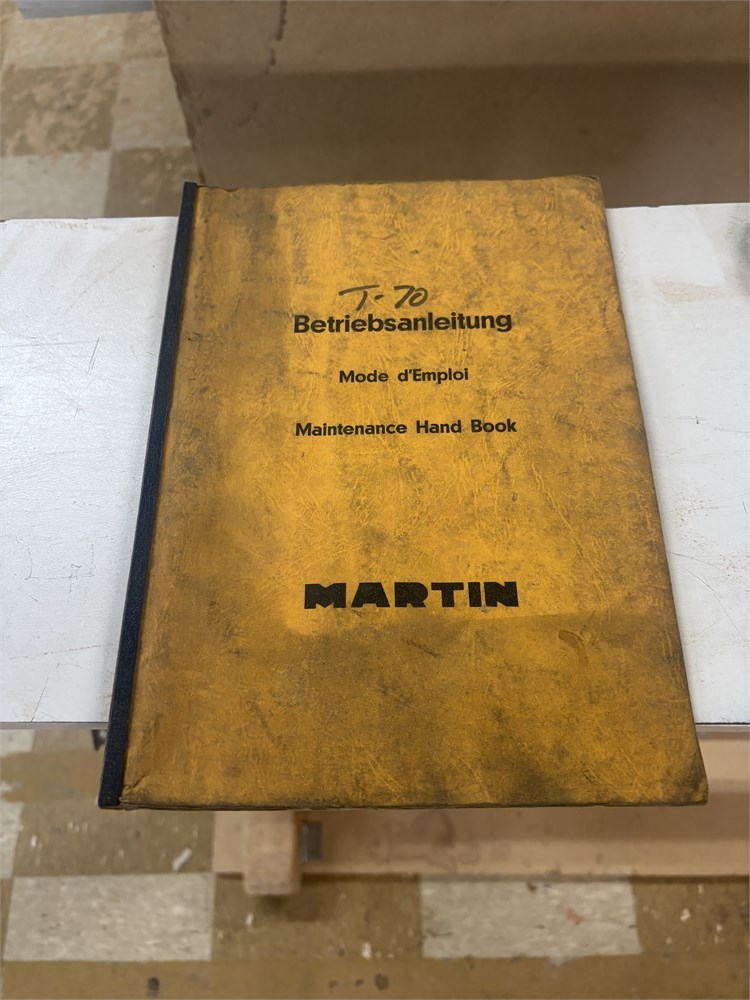 T-70
Betriebsanleitung
Mode d'Emploi
Maintenance Hand Book
MARTIN